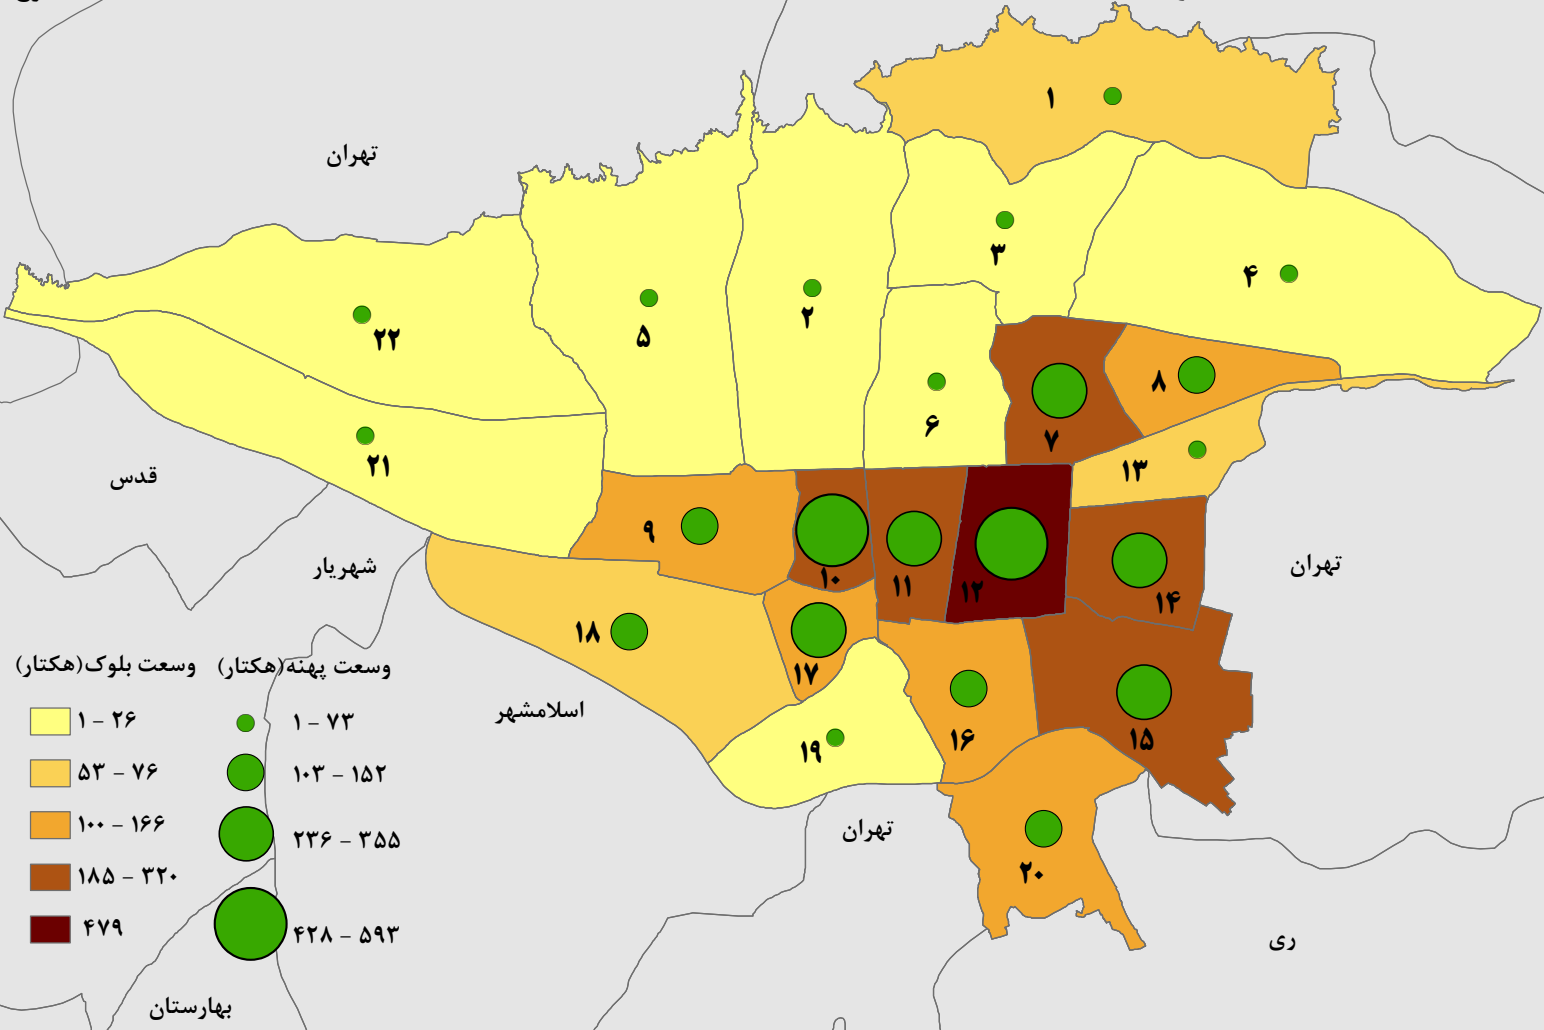 ۱
تهران
۳
۴
۲
۵
۲۲
۸
۶
۷
۲۱
۱۳
قدس
۹
۱۰
۱۱
۱۲
۱۴
شهریار
تهران
۱۸
۱۷
اسلامشهر
۱۹
۱۶
۱۵
تهران
۲۰
ری
وسعت بلوک(هکتار)
۱ - ۲۶
۵۳ - ۷۶
۱۰۰ - ۱۶۶
۱۸۵ - ۳۲۰
۴۷۹
وسعت پهنه(هکتار)
۱ - ۷۳
۱۰۳ - ۱۵۲
۲۳۶ - ۳۵۵
۴۲۸ - ۵۹۳
بهارستان